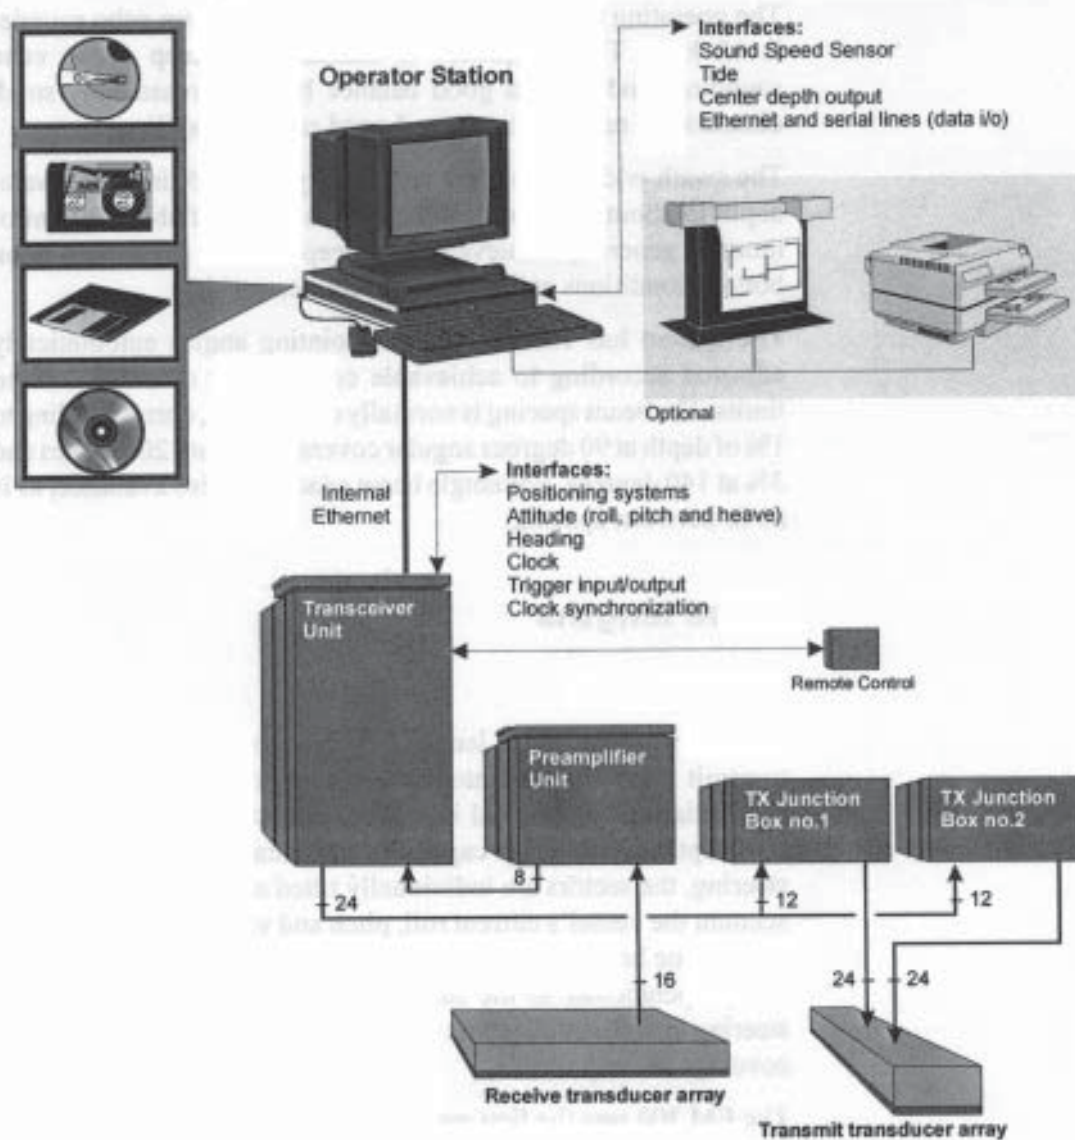 Interfaces:
Sound Speed Sensor
Tide
Center depth output
Ethernet and serial lines (data i/o)
Operator Station
Optional
Internal
Ethernet
Interfaces:
Positioning systems
Attitude (roll, pitch and heave)
Heading
Clock
Trigger input/output
Clock synchronization
Transceiver
Unit
Remote Control
Preamplifier
Unit
TX Junction
Box no.1
TX Junction
Box no.2
24
8
12
12
16
24
24
Receive transducer array
Transmit transducer array